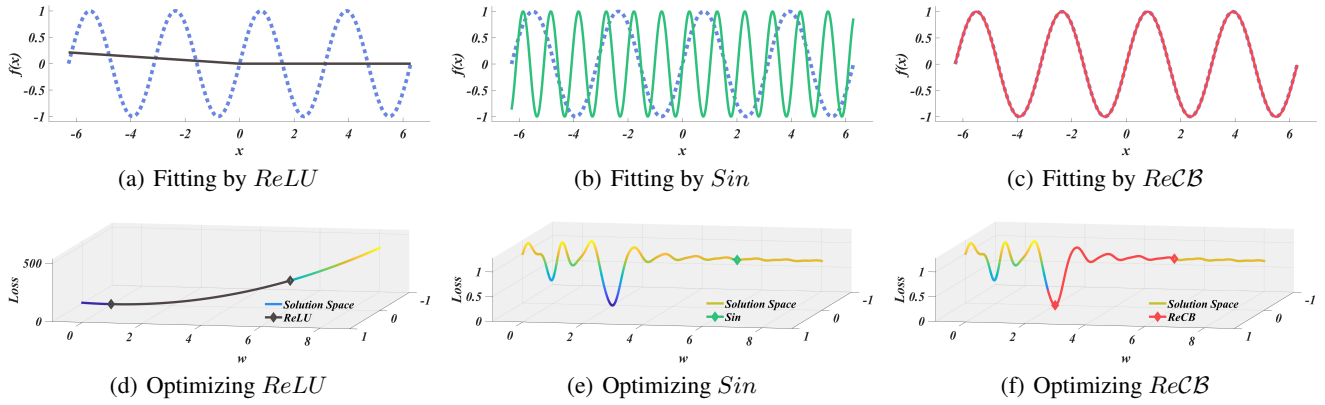 f(x)
1
0.5
0
-0.5
-1
-6
-4
-2
0
2
4
6
x
(a) Fitting by ReLU
f(x)
1
0.5
0
-0.5
-1
-6
-4
-2
0
2
4
6
x
(b) Fitting by Sin
f(x)
1
0.5
0
-0.5
-1
-6
-4
-2
0
2
4
6
x
(c) Fitting by ReCB
Loss
500
0
0
2
4
6
8
1
0
-1
w
Solution Space
ReLU
(d) Optimizing ReLU
Loss
1
0.5
0
0
2
4
6
8
1
0
-1
w
Solution Space
Sin
(e) Optimizing Sin
Loss
1
0.5
0
0
2
4
6
8
1
0
-1
w
Solution Space
ReCB
(f) Optimizing ReCB